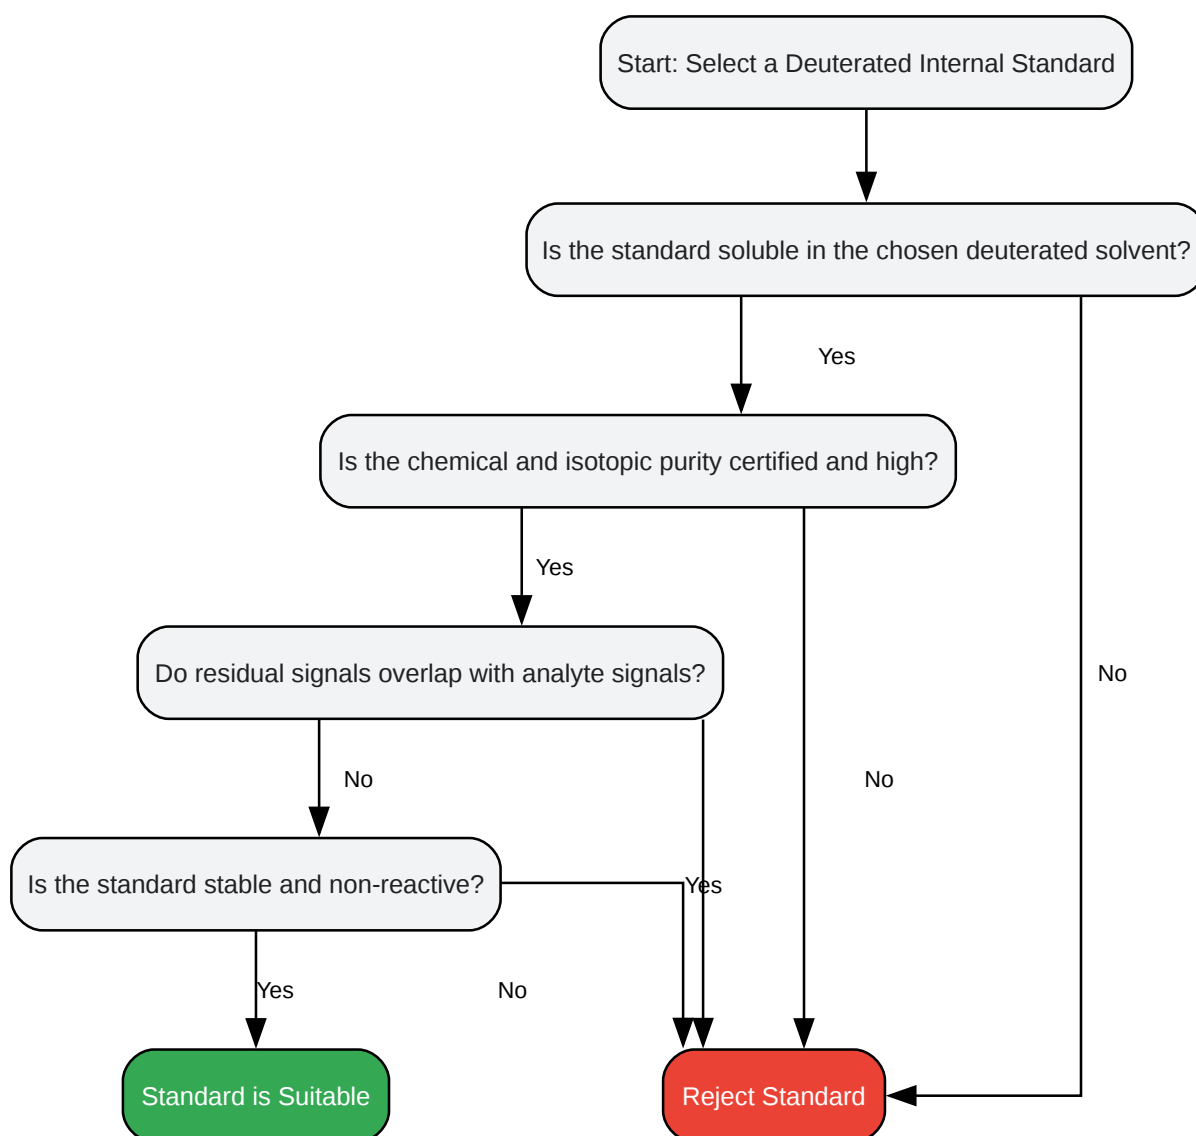 Start: Select a Deuterated Internal Standard
Is the standard soluble in the chosen deuterated solvent?
Yes
Is the chemical and isotopic purity certified and high?
Yes
Do residual signals overlap with analyte signals?
No
No
No
Is the standard stable and non-reactive?
Yes
Yes
No
Standard is Suitable
Reject Standard